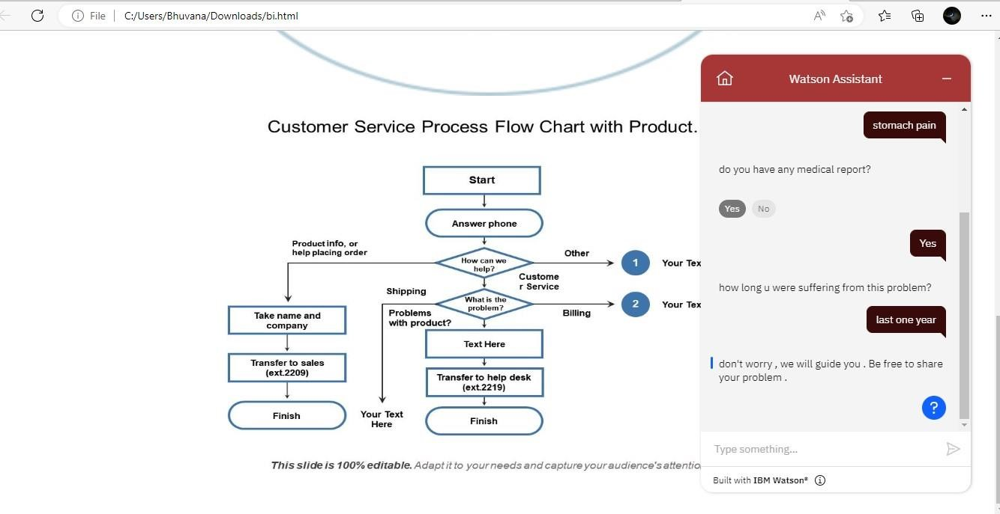 File
C:/Users/Bhuvana/Downloads/bi.html
Customer Service Process Flow Chart with Product.
Start
Answer phone
Product info, or
help placing order
How can we
help?
Other
1
Your Tex
Custome
r Service
Shipping
What is the
problem?
2
Your Tex
Problems
with product?
Billing
Take name and
company
Text Here
Transfer to sales
(ext.2209)
Transfer to help desk
(ext.2219)
Finish
Your Text
Here
Finish
This slide is 100% editable. Adapt it to your needs and capture your audience's attentio
Watson Assistant
stomach pain
do you have any medical report?
Yes
No
Yes
how long u were suffering from this problem?
last one year
don't worry , we will guide you . Be free to share
your problem .
?
Type something...
Built with IBM Watson®